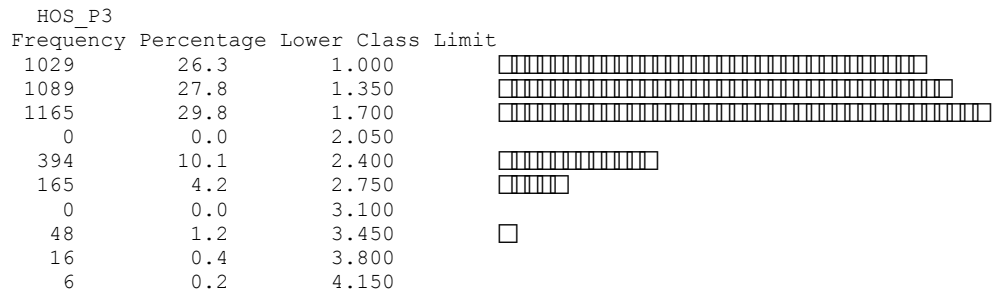 HOS_P3
Frequency Percentage Lower Class Limit
1029 26.3 1.000
1089 27.8 1.350
1165 29.8 1.700
0 0.0 2.050
394 10.1 2.400
165 4.2 2.750
0 0.0 3.100
48 1.2 3.450
16 0.4 3.800
6 0.2 4.150